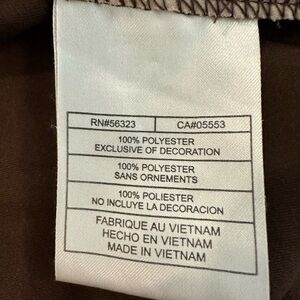 RN#56323 CA#05553
100% POLYESTER
EXCLUSIVE OF DECORATION
100% POLYESTER
SANS ORNEMENTS
100% POLIESTER
NO INCLUYE LA DECORACION
FABRIQUE AU VIETNAM
HECHO EN VIETNAM
MADE IN VIETNAM